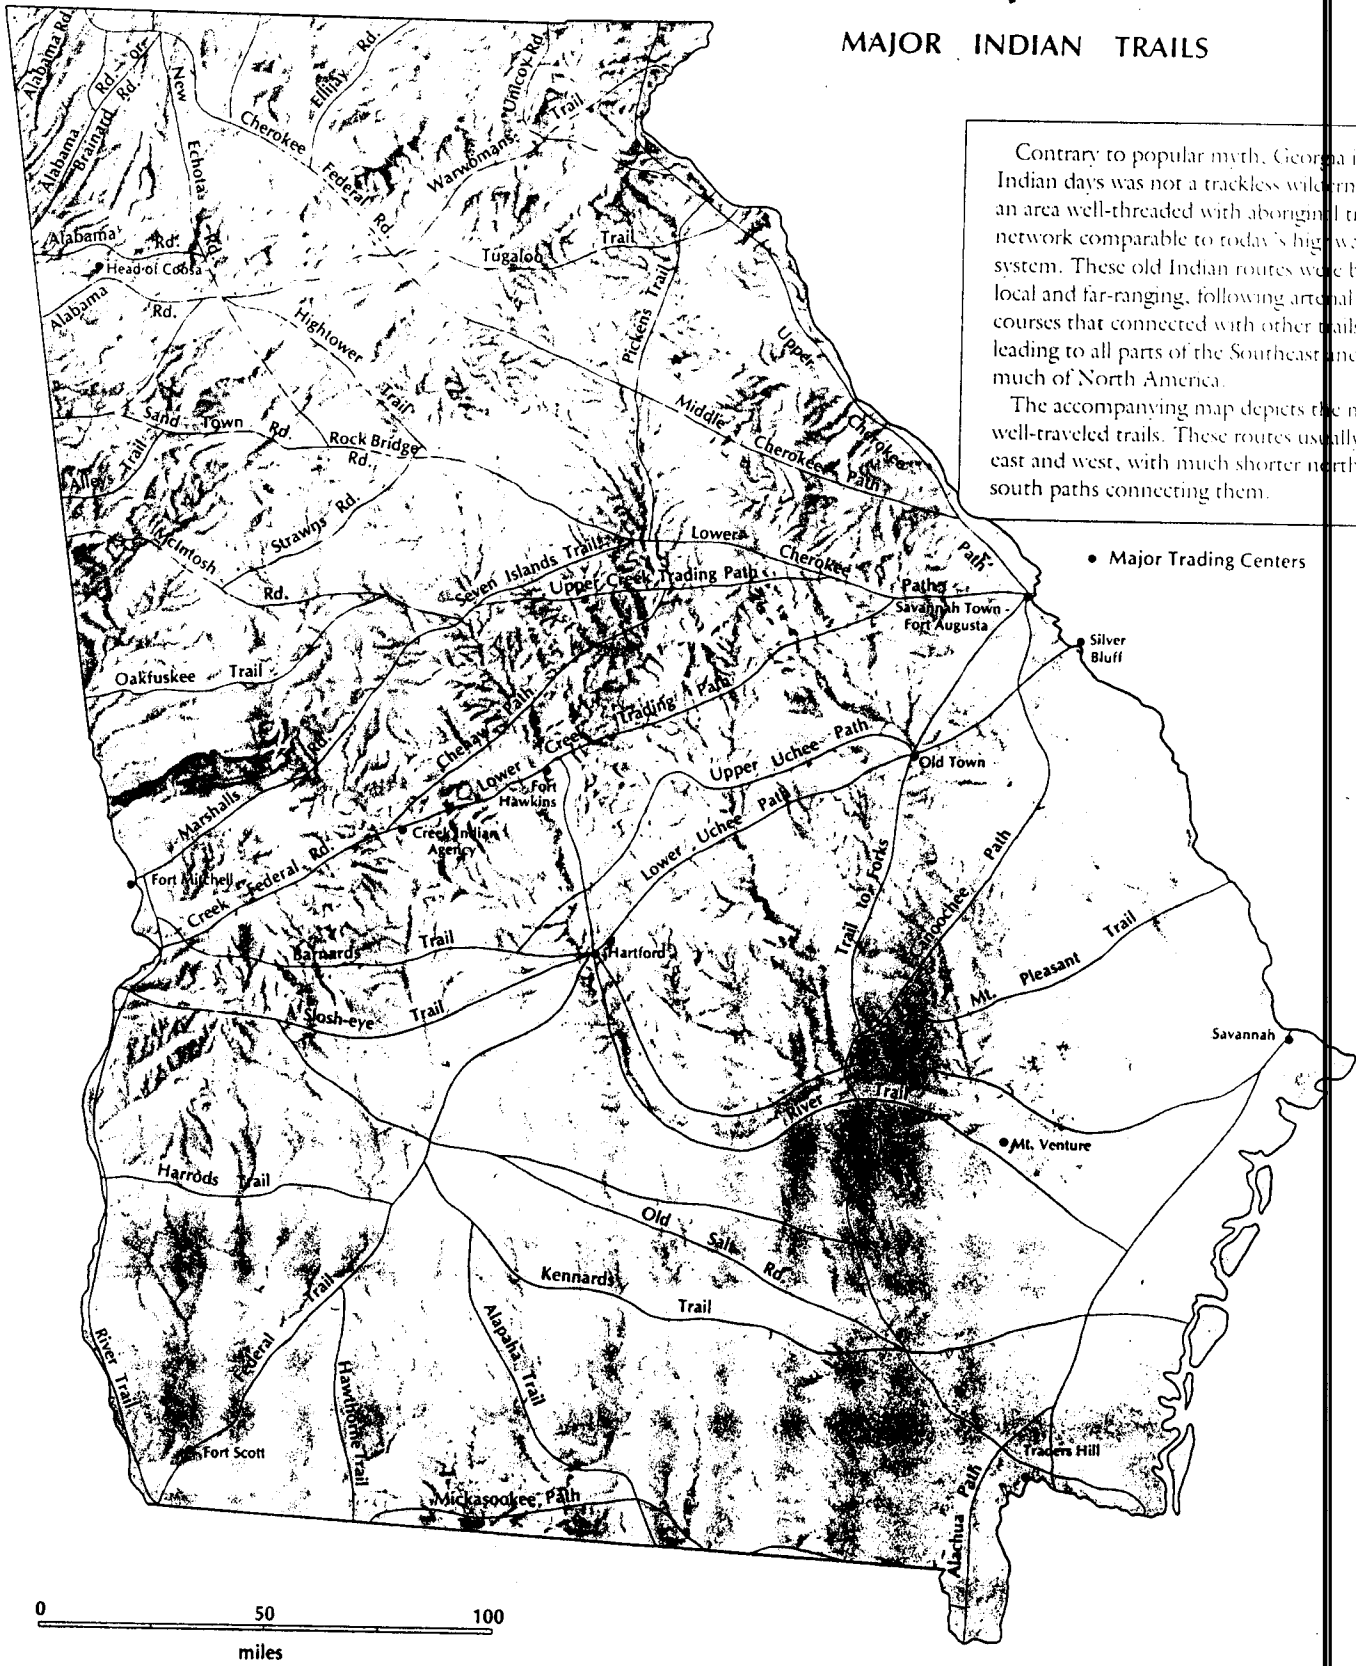 MAJOR INDIAN TRAILS
Contrary to popular myth, Georgia i
Indian days was not a trackless wildern
an area well-threaded with aboriginal tr
network comparable to today's highwa
system. These old Indian routes were b
local and far-ranging, following arterial
courses that connected with other trails
leading to all parts of the Southeast and
much of North America.
The accompanying map depicts the m
well-traveled trails. These routes usually
east and west, with much shorter north
south paths connecting them.
• Major Trading Centers
Alabama Rd.
Rd. or
Alabama
Brainard Rd.
New Echota Rd.
Ellijay Rd.
Unicoy Rd.
Cherokee Federal Rd.
Warwomans Trail
Alabama Rd.
Head of Coosa
Alabama Rd.
Tugaloo Trail
Pickens Trail
Hightower Trail
Upper Cherokee Path
Middle Cherokee Path
Sand Town Rd.
Rock Bridge Rd.
Alleys Trail
Strawns Rd.
McIntosh Rd.
Seven Islands Trail
Lower Cherokee Path
Upper Creek Trading Path
Savannah Town -
Fort Augusta
Silver
Bluff
Oakfuskee Trail
Chehaw Path
Lower Creek Trading Path
Upper Uchee Path
Old Town
Fort
Hawkins
Marshalls Rd.
Creek Indian
Agency
Lower Uchee Path
Fort Mitchell
Creek Federal Rd.
Trail to Forks
Path
Barnards Trail
Hartford
Mt. Pleasant Trail
Slosh-eye Trail
Savannah
River Trail
Mt. Venture
Harrods Trail
Old Salt Rd.
Kennards Trail
Alapaha Trail
Federal Trail
Hawthorne Trail
River Trail
Fort Scott
Traders Hill
Mickasookee Path
Alachua Path
0 50 100
miles